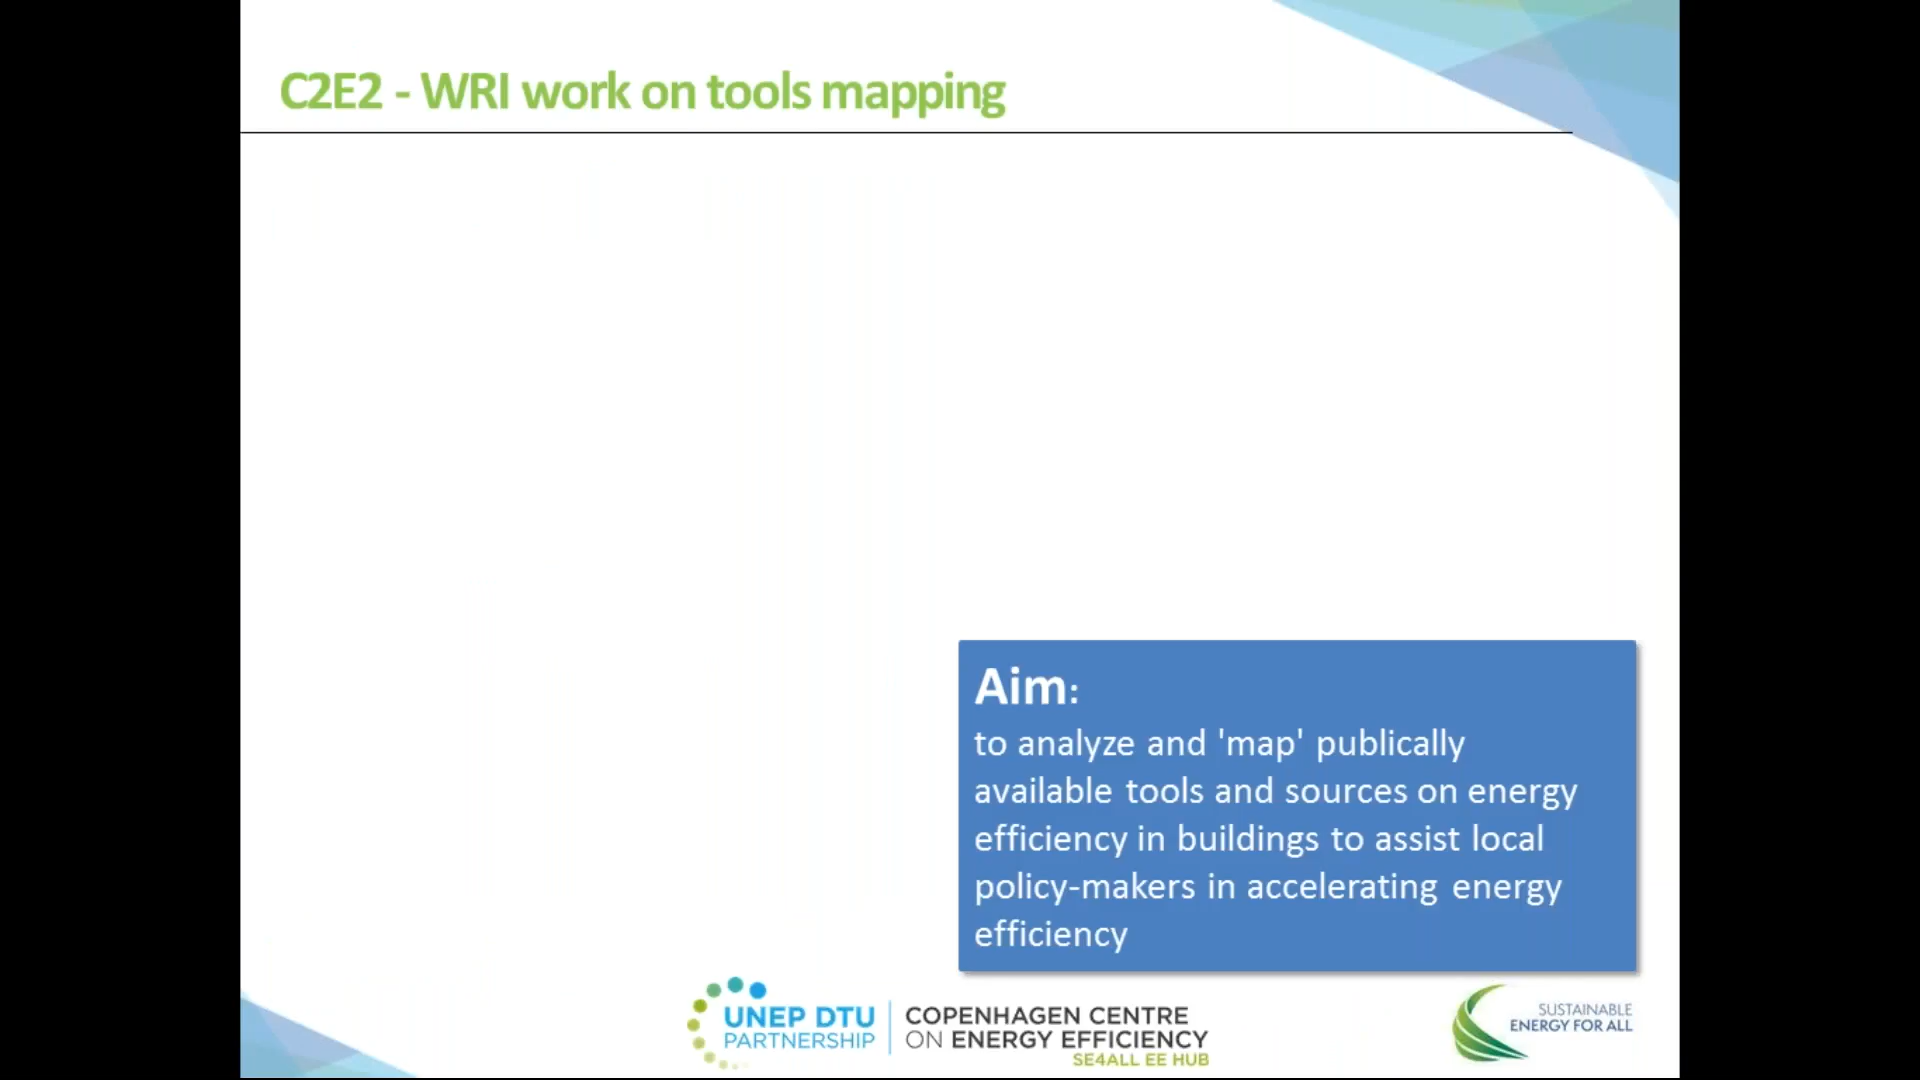 C2E2 - WRI work on tools mapping
Aim:
to analyze and 'map' publically
available tools and sources on energy
efficiency in buildings to assist local
policy-makers in accelerating energy
efficiency
UNEP DTU
PARTNERSHIP
COPENHAGEN CENTRE
ON ENERGY EFFICIENCY
SE4ALL EE HUB
SUSTAINABLE
ENERGY FOR ALL